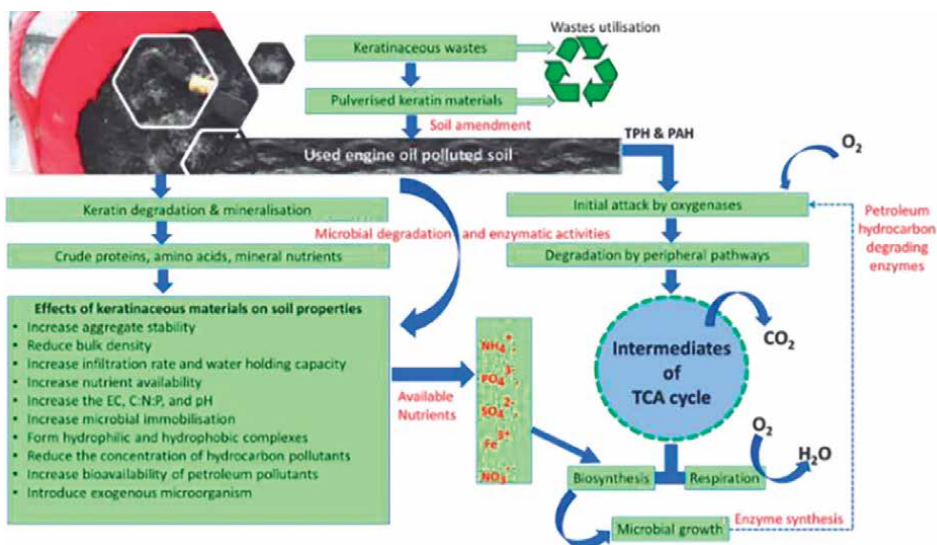 Wastes utilisation
Keratinaceous wastes
Pulverised keratin materials
Soil amendment
TPH & PAH
Used engine oil polluted soil
O₂
Keratin degradation & mineralisation
Initial attack by oxygenases
Petroleum
hydrocarbon
degrading
enzymes
Microbial degradation and enzymatic activities
Crude proteins, amino acids, mineral nutrients
Degradation by peripheral pathways
Effects of keratinaceous materials on soil properties
• Increase aggregate stability
• Reduce bulk density
• Increase infiltration rate and water holding capacity
• Increase nutrient availability
• Increase the EC, C:N:P, and pH
• Increase microbial immobilisation
• Form hydrophilic and hydrophobic complexes
• Reduce the concentration of hydrocarbon pollutants
• Increase bioavailability of petroleum pollutants
• Introduce exogenous microorganism
Available
Nutrients
NH₄⁺,
PO₄³⁻,
SO₄²⁻,
Fe³⁺
NO₃⁻,
Intermediates
of
TCA cycle
CO₂
O₂
H₂O
Biosynthesis
Respiration
Microbial growth
Enzyme synthesis